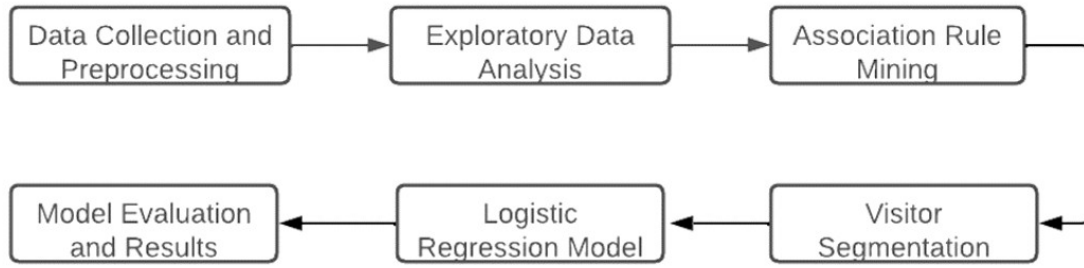 Data Collection and
Preprocessing
Exploratory Data
Analysis
Association Rule
Mining
Visitor
Segmentation
Logistic
Regression Model
Model Evaluation
and Results